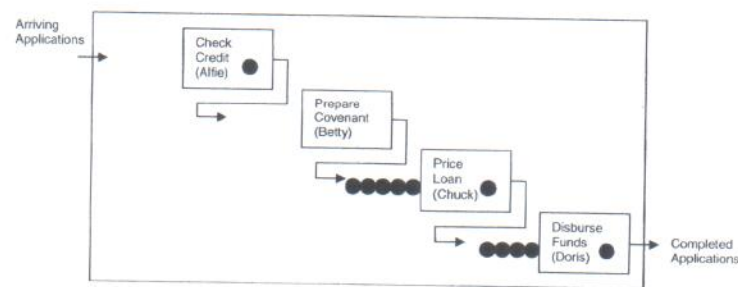 Arriving
Applications
Check
Credit
(Alfie)
Prepare
Covenant
(Betty)
Price
Loan
(Chuck)
Disburse
Funds
(Doris)
Completed
Applications